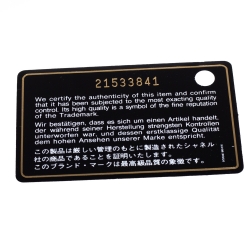 21533841
We certify the authenticity of this item and confirm
that it has been subjected to the most exacting quality
control. Its high quality is a symbol of the fine reputation
of the Trademark.
Wir bestätigen, dass es sich um einen Artikel handelt,
der während seiner Herstellung strengsten Kontrollen
unterworfen war, und dessen erstklassige Qualität
dem hohen Ansehen unserer Marke entspricht.
この製品は厳しい管理のもとに製造されたシャネル
社の商品であることを証明いたします。
このブランド・マークは最高級品質の象徴です。